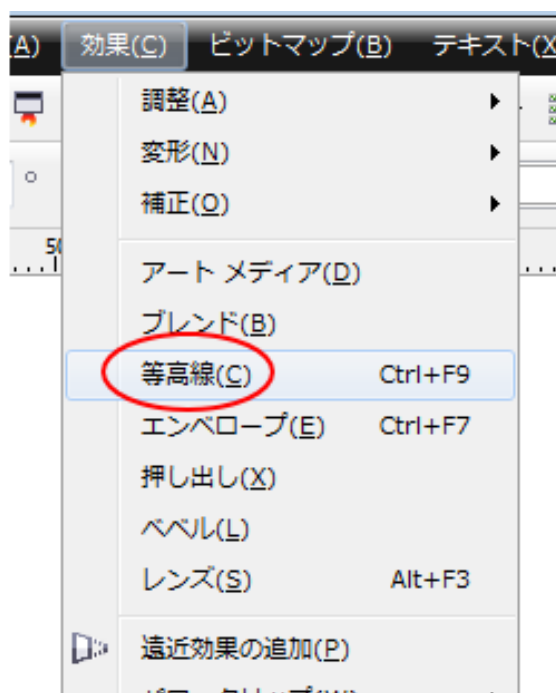 (A) 効果(C) ビットマップ(B) テキスト(X
調整(A)
変形(N)
補正(O)
50
アート メディア(D)
ブレンド(B)
等高線(C) Ctrl+F9
エンベロープ(E) Ctrl+F7
押し出し(X)
ベベル(L)
レンズ(S) Alt+F3
遠近効果の追加(P)